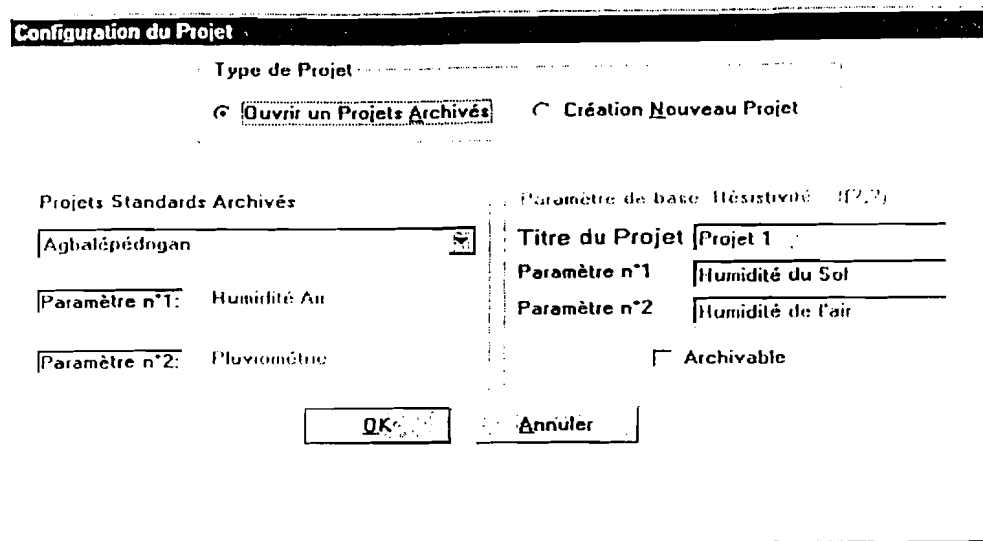 Configuration du Projet
Type de Projet
Ouvrir un Projets Archivés
Création Nouveau Projet
Projets Standards Archivés
Agbalépédogan
Paramètre n°1: Humidité Air
Paramètre n°2: Pluviométrie
Paramètre de base Résistivité f(?,?)
Titre du Projet Projet 1
Paramètre n°1 Humidité du Sol
Paramètre n°2 Humidité de l'air
Archivable
OK
Annuler